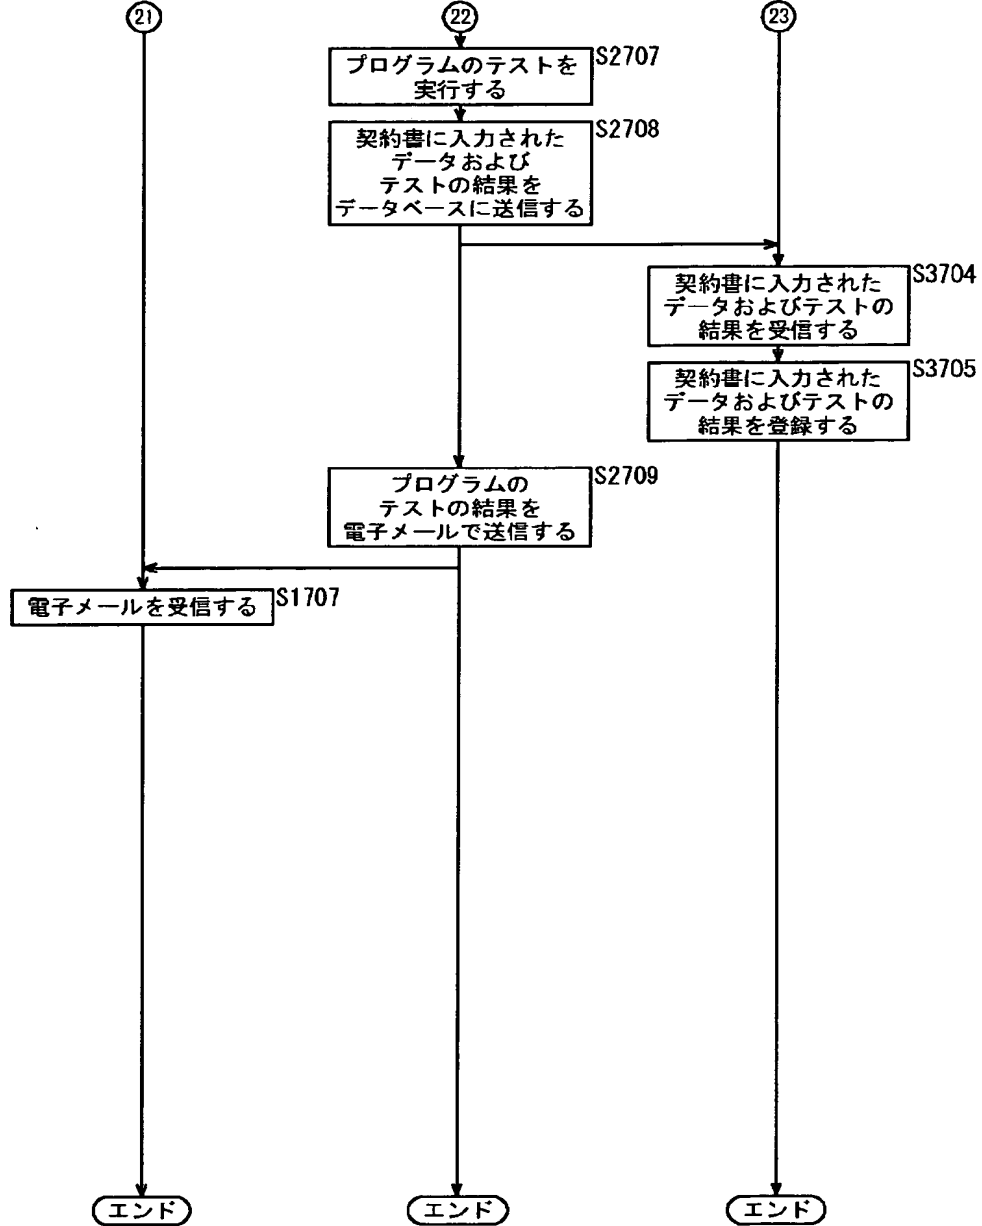 21
22
23
プログラムのテストを
実行する
S2707
契約書に入力された
データおよび
テストの結果を
データベースに送信する
S2708
契約書に入力された
データおよびテストの
結果を受信する
S3704
契約書に入力された
データおよびテストの
結果を登録する
S3705
プログラムの
テストの結果を
電子メールで送信する
S2709
電子メールを受信する
S1707
エンド
エンド
エンド